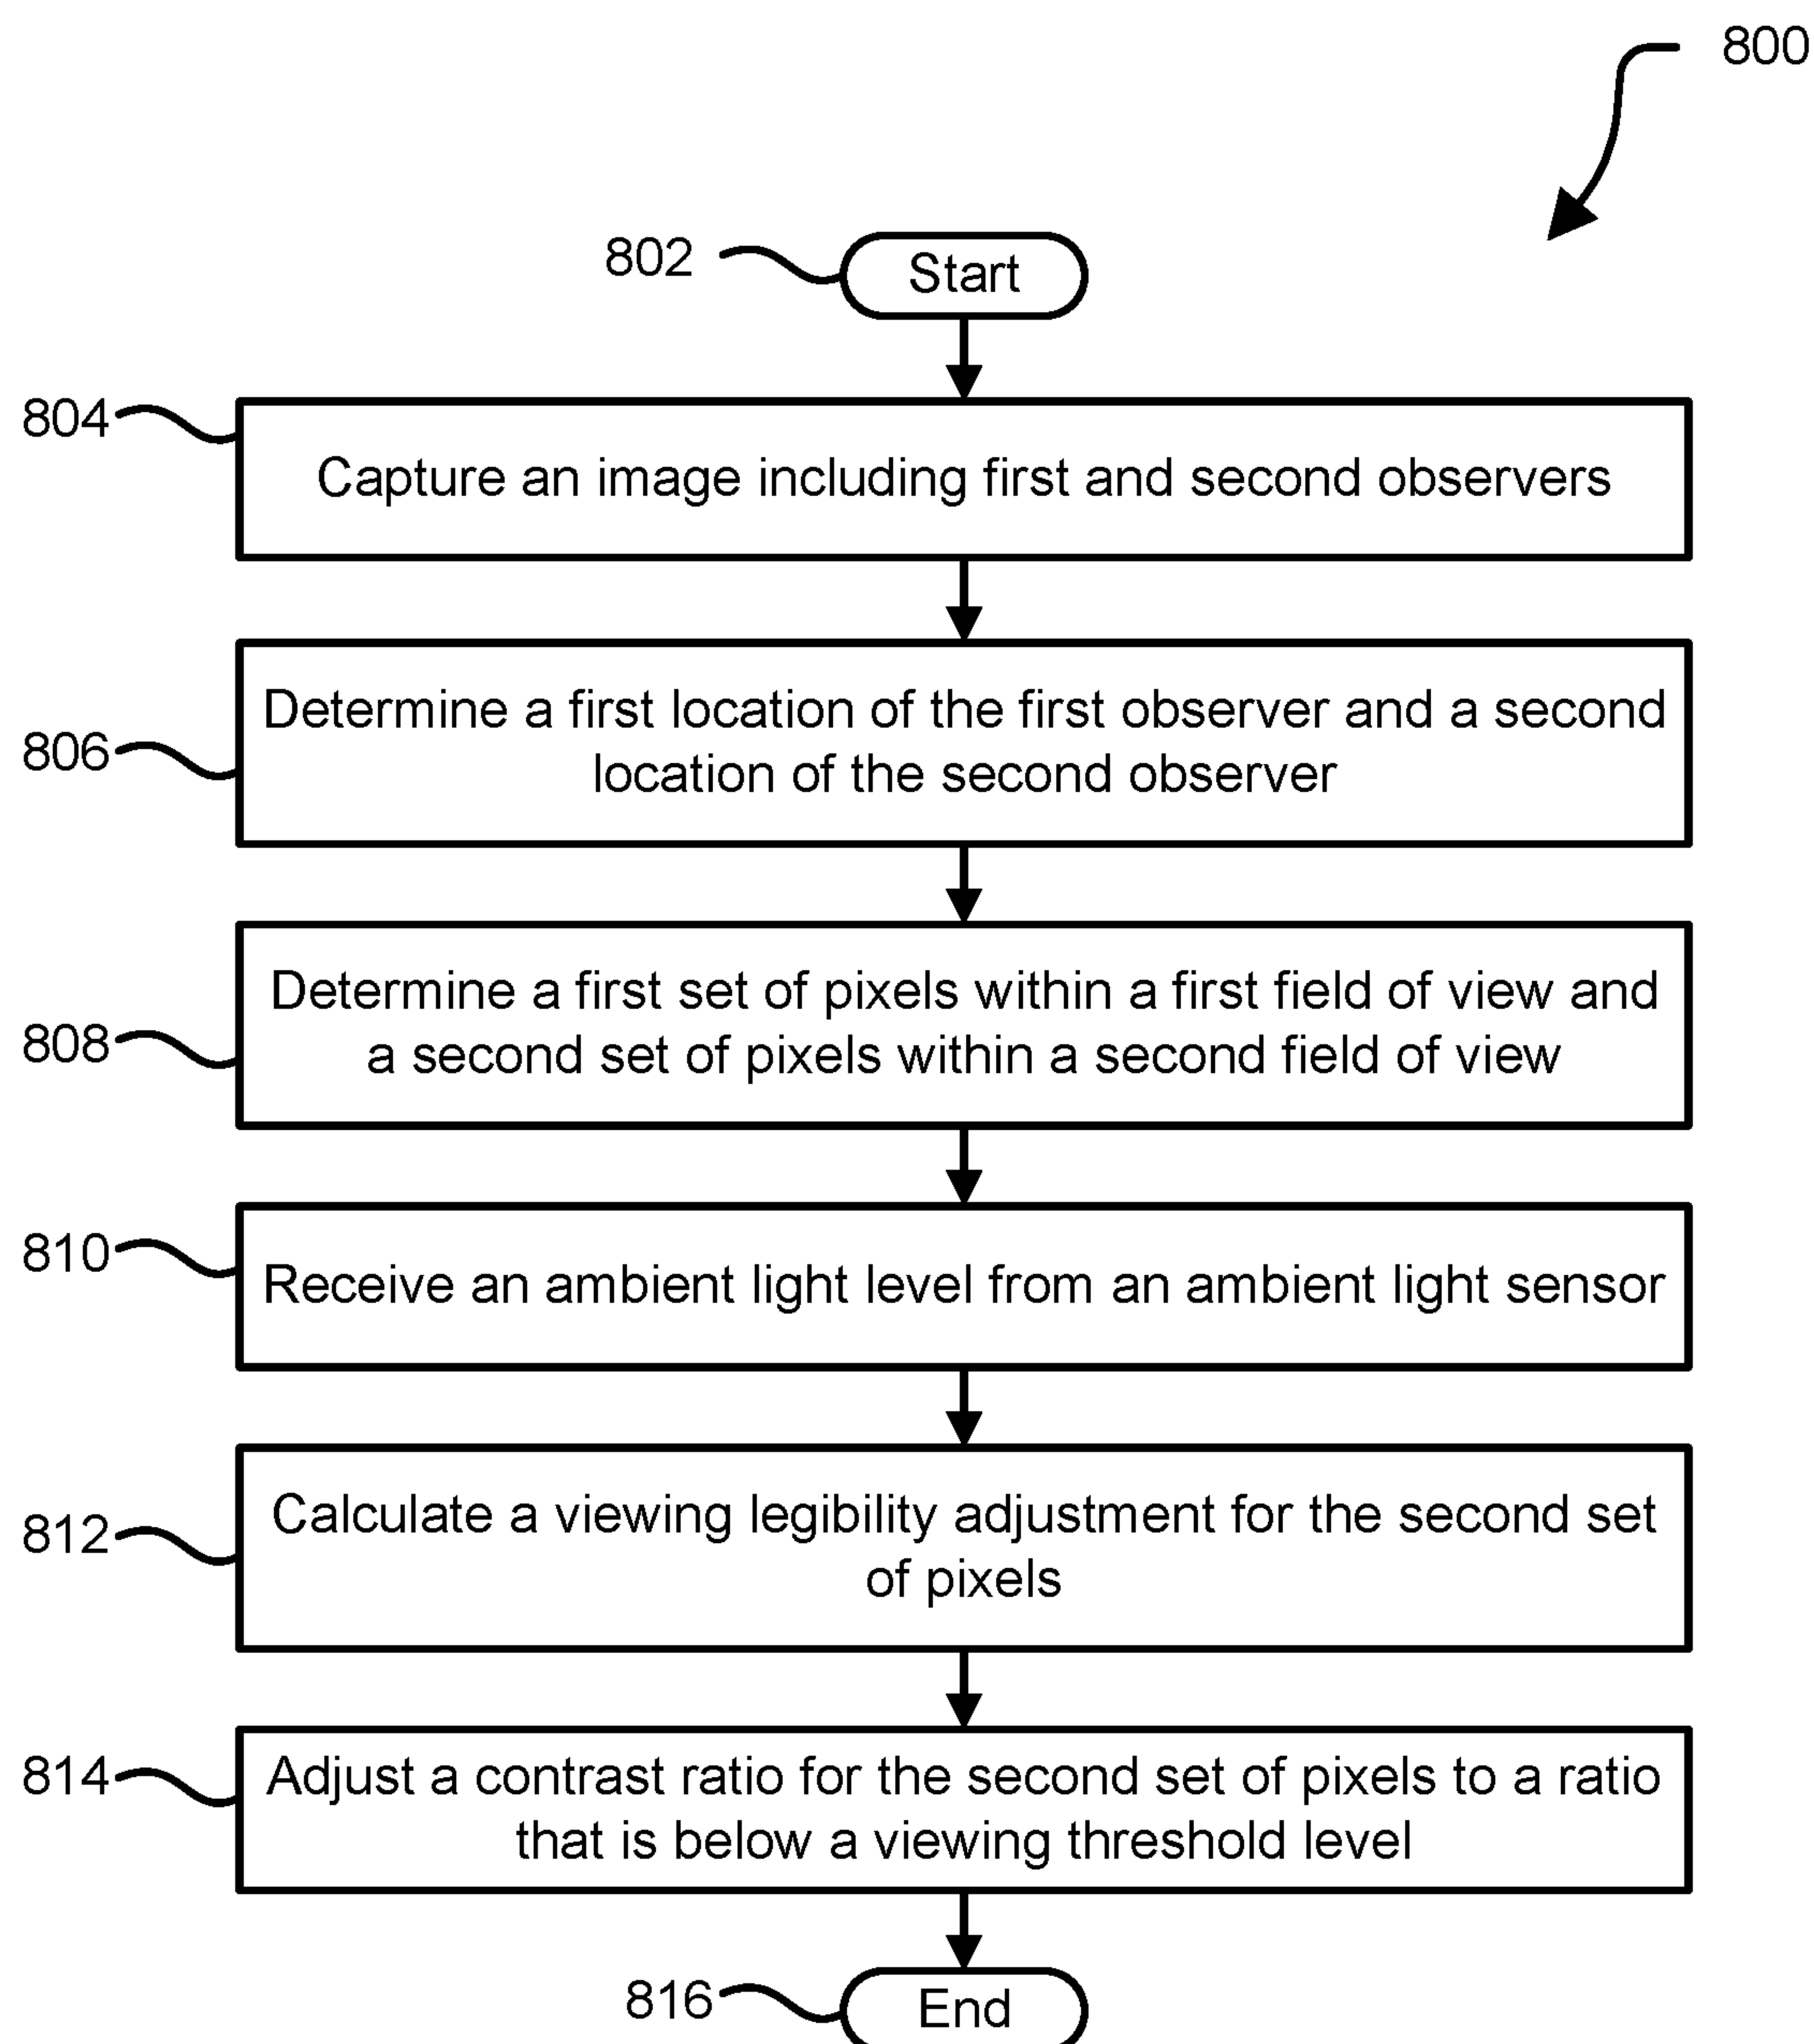 800
802
Start
804
Capture an image including first and second observers
806
Determine a first location of the first observer and a second
location of the second observer
808
Determine a first set of pixels within a first field of view and
a second set of pixels within a second field of view
810
Receive an ambient light level from an ambient light sensor
812
Calculate a viewing legibility adjustment for the second set
of pixels
814
Adjust a contrast ratio for the second set of pixels to a ratio
that is below a viewing threshold level
816
End